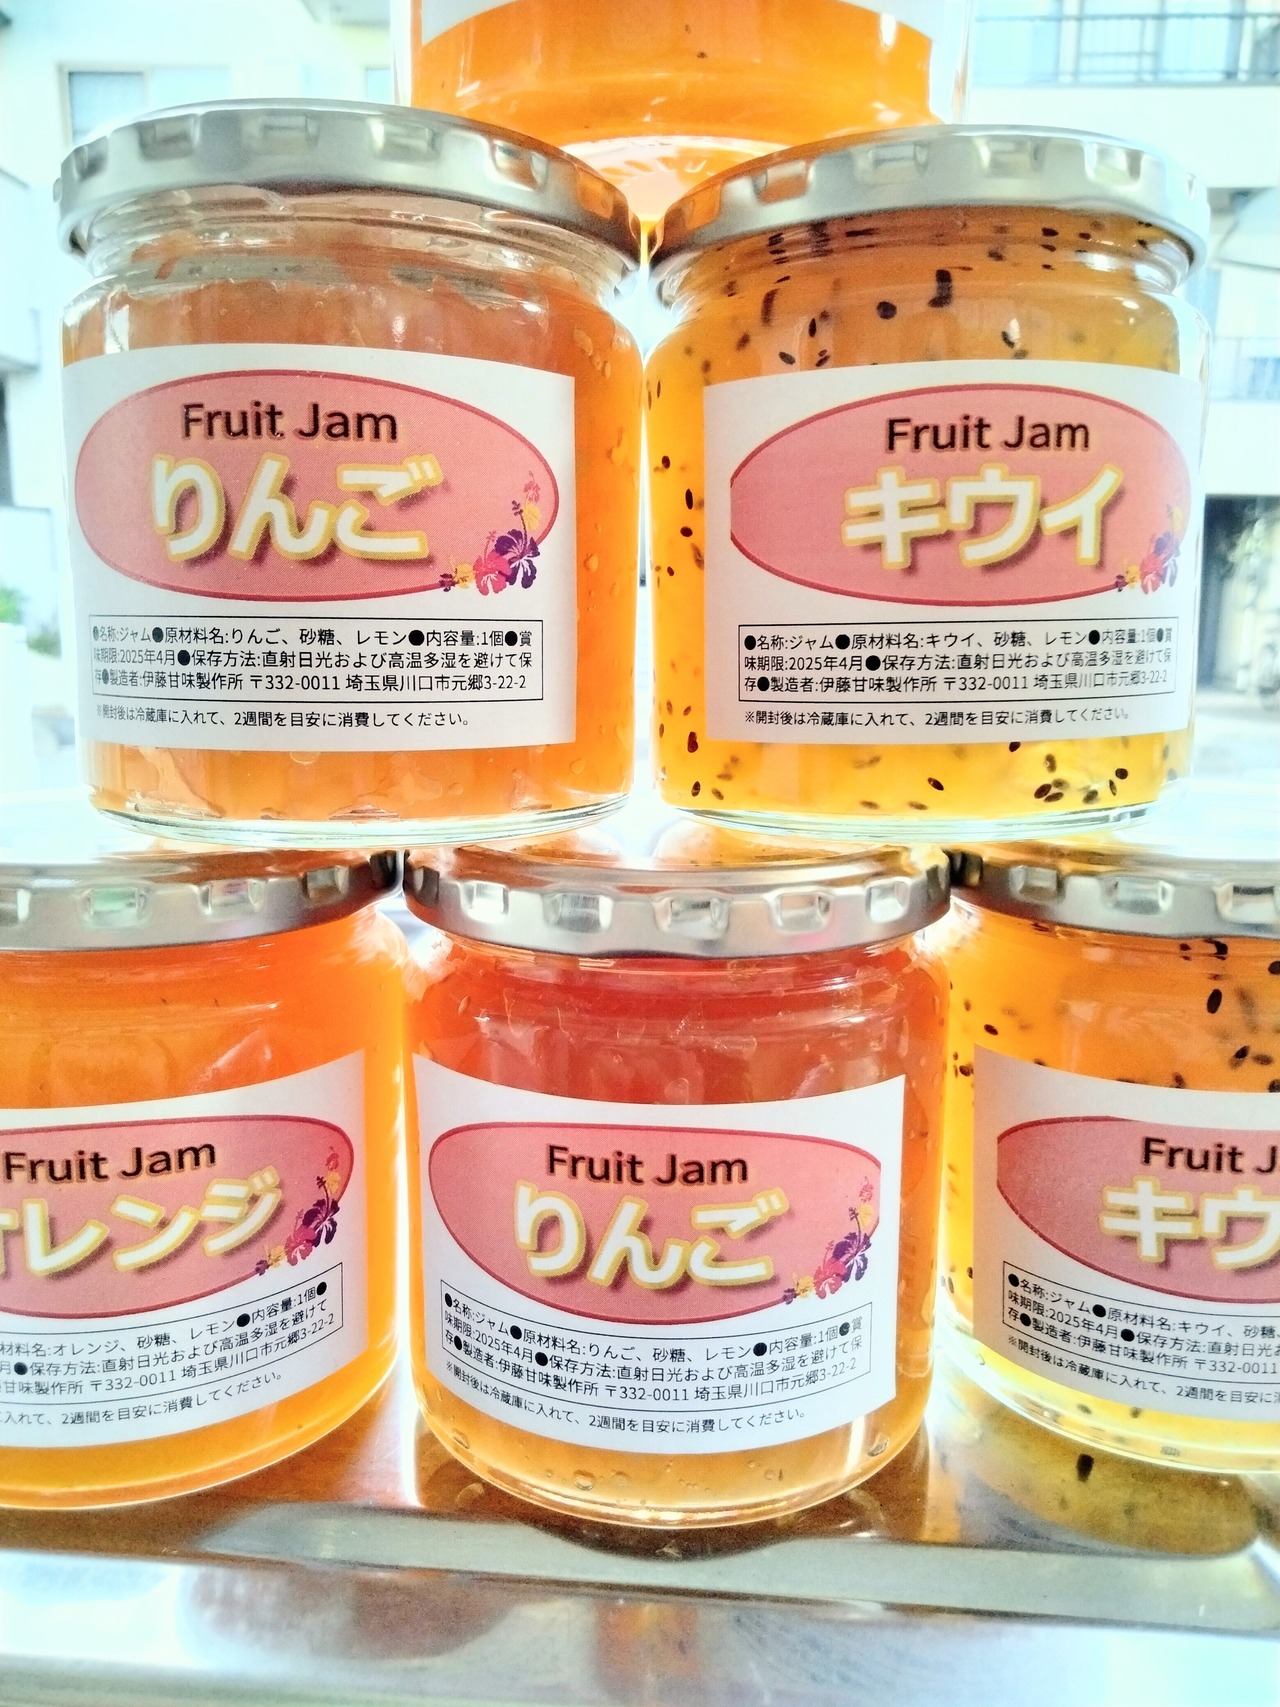 Fruit Jam
りんご
●名称:ジャム●原材料名:りんご、砂糖、レモン●内容量:1個●賞
味期限:2025年4月●保存方法:直射日光および高温多湿を避けて保
存●製造者:伊藤甘味製作所 〒332-0011 埼玉県川口市元郷3-22-2
※開封後は冷蔵庫に入れて、2週間を目安に消費してください。
Fruit Jam
キウイ
●名称:ジャム●原材料名:キウイ、砂糖、レモン●内容量:1個●賞
味期限:2025年4月●保存方法:直射日光および高温多湿を避けて保
存●製造者:伊藤甘味製作所 〒332-0011 埼玉県川口市元郷3-22-2
※開封後は冷蔵庫に入れて、2週間を目安に消費してください。
Fruit Jam
オレンジ
材料名:オレンジ、砂糖、レモン●内容量:1個●
月●保存方法:直射日光および高温多湿を避けて
甘味製作所 〒332-0011 埼玉県川口市元郷3-22-2
に入れて、2週間を目安に消費してください。
Fruit Jam
りんご
●名称:ジャム●原材料名:りんご、砂糖、レモン●内容量:1個●賞
味期限:2025年4月●保存方法:直射日光および高温多湿を避けて保
存●製造者:伊藤甘味製作所 〒332-0011 埼玉県川口市元郷3-22-2
※開封後は冷蔵庫に入れて、2週間を目安に消費してください。
Fruit J
キウ
●名称:ジャム●原材料名:キウイ、砂糖
味期限:2025年4月●保存方法:直射日光およ
存●製造者:伊藤甘味製作所 〒332-0011
※開封後は冷蔵庫に入れて、2週間を目安に消